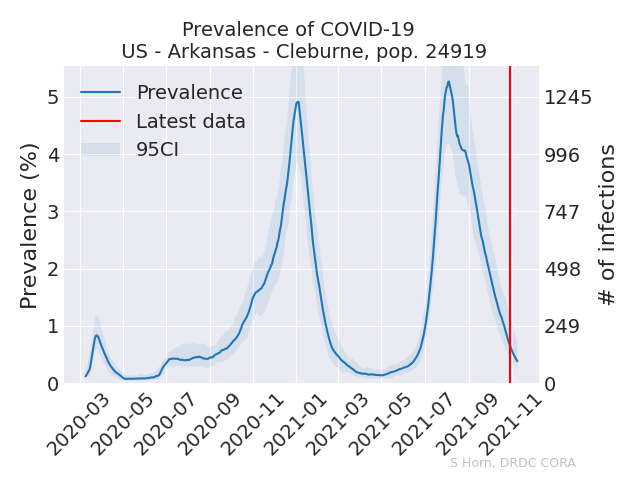 Prevalence of COVID-19
US - Arkansas - Cleburne, pop. 24919
Prevalence
Latest data
95CI
Prevalence (%)
5
4
3
2
1
0
1245
996
747
498
249
0
# of infections
2020-03
2020-05
2020-07
2020-09
2020-11
2021-01
2021-03
2021-05
2021-07
2021-09
2021-11
S Horn, DRDC CORA